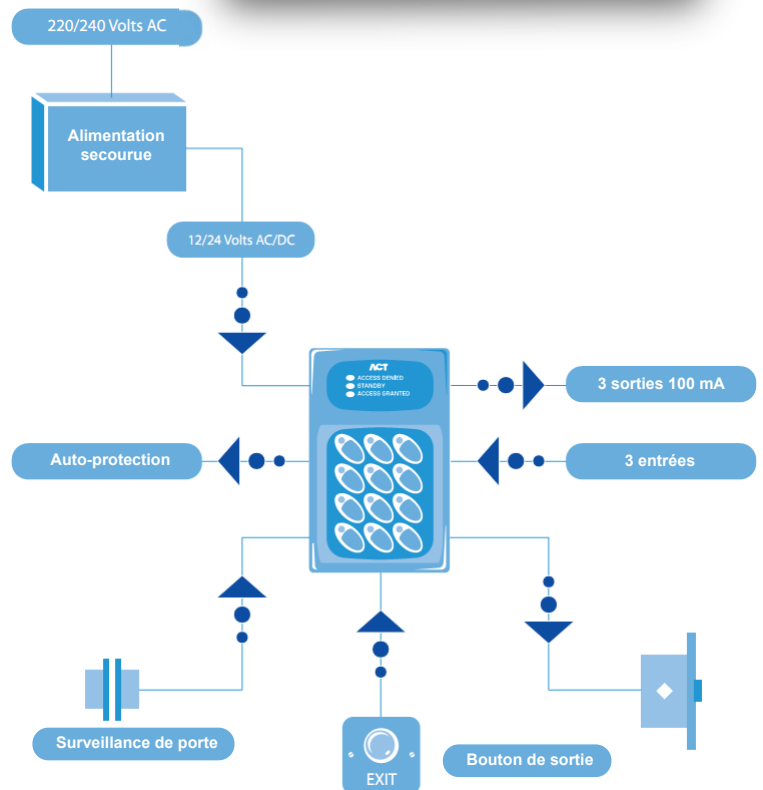 220/240 Volts AC
Alimentation
secourue
12/24 Volts AC/DC
ACT
ACCESS DENIED
STANDBY
ACCESS GRANTED
3 sorties 100 mA
Auto-protection
3 entrées
Surveillance de porte
EXIT
Bouton de sortie